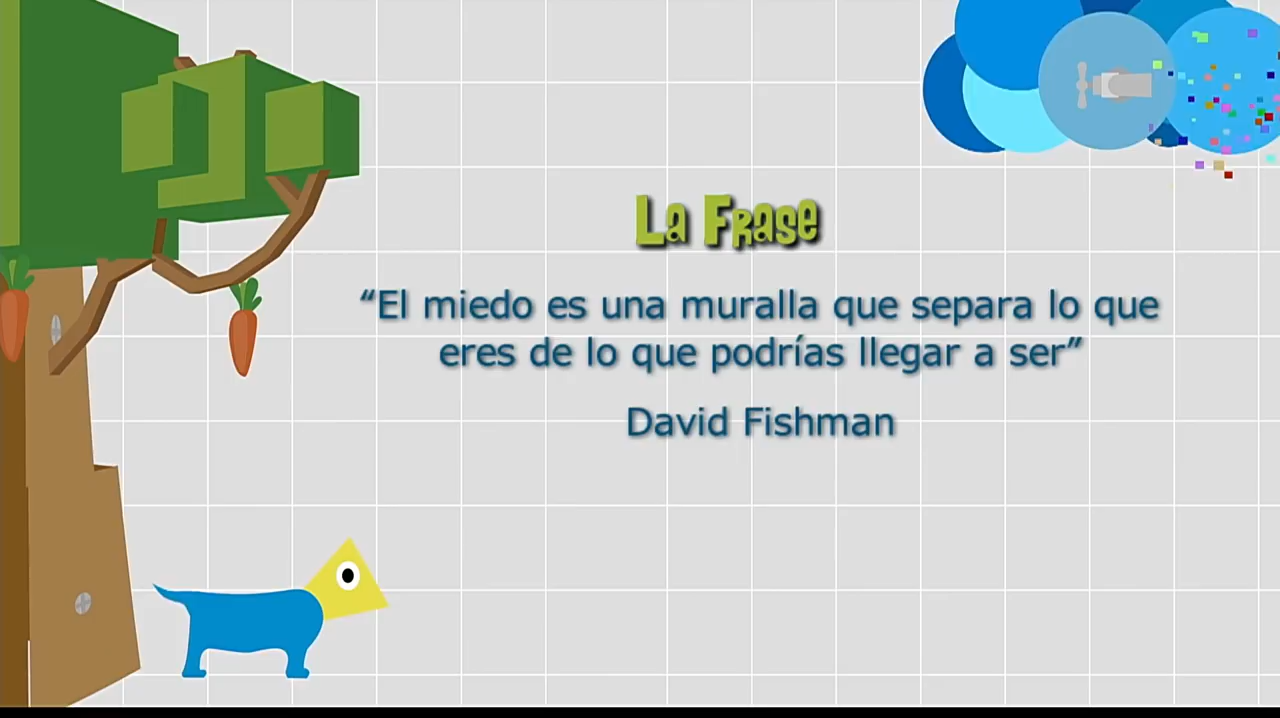 La Frase
“El miedo es una muralla que separa lo que
eres de lo que podrías llegar a ser”
David Fishman